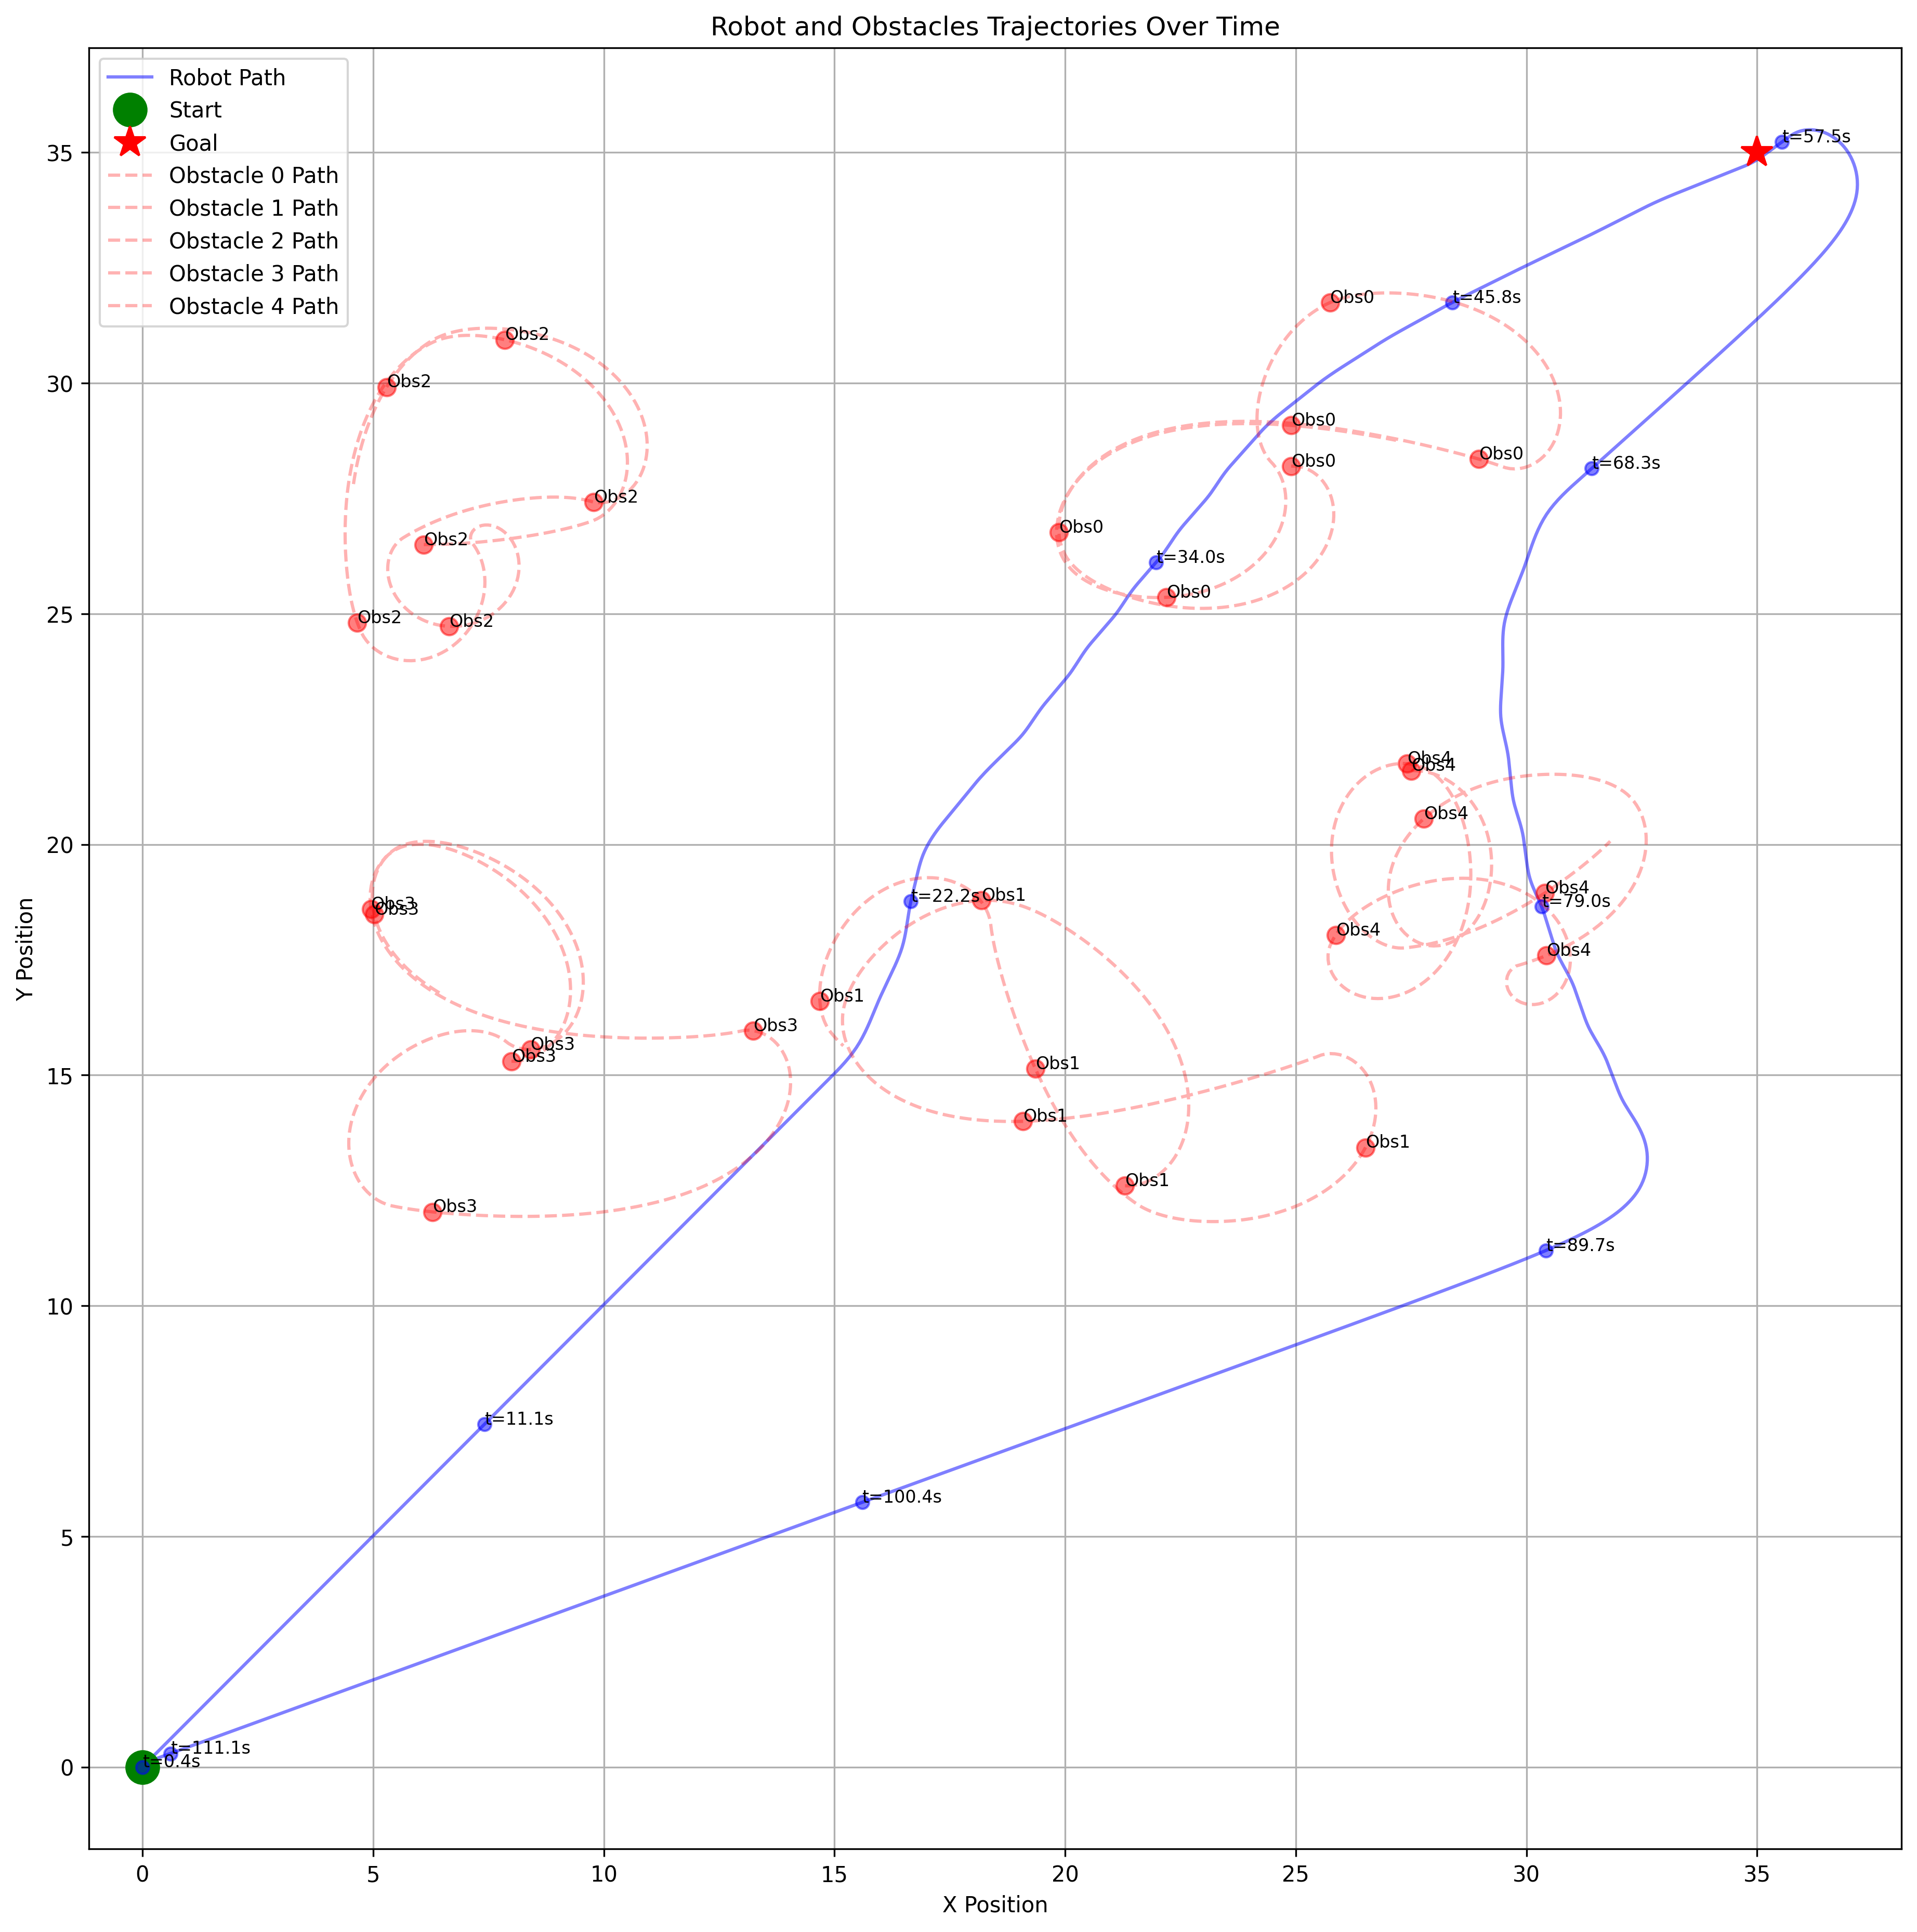 Robot and Obstacles Trajectories Over Time
Robot Path
Start
Goal
Obstacle 0 Path
Obstacle 1 Path
Obstacle 2 Path
Obstacle 3 Path
Obstacle 4 Path
t=57.5s
Obs0
t=45.8s
Obs2
Obs2
Obs0
Obs0
Obs0
t=68.3s
Obs2
Obs0
Obs2
t=34.0s
Obs0
Obs2
Obs2
Obs4
Obs4
Obs4
Obs3
Obs3
t=22.2s
Obs1
Obs4
t=79.0s
Obs4
Obs4
Obs1
Obs3
Obs3
Obs3
Obs1
Obs1
Obs1
Obs1
Obs3
t=89.7s
t=11.1s
t=100.4s
t=111.1s
t=0.4s
35
30
25
20
15
10
5
0
Y Position
0 5 10 15 20 25 30 35
X Position